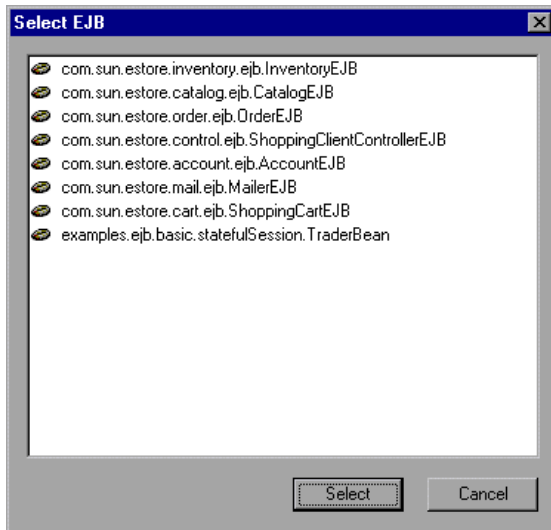 Select EJB
com.sun.estore.inventory.ejb.InventoryEJB
com.sun.estore.catalog.ejb.CatalogEJB
com.sun.estore.order.ejb.OrderEJB
com.sun.estore.control.ejb.ShoppingClientControllerEJB
com.sun.estore.account.ejb.AccountEJB
com.sun.estore.mail.ejb.MailerEJB
com.sun.estore.cart.ejb.ShoppingCartEJB
examples.ejb.basic.statefulSession.TraderBean
Select Cancel